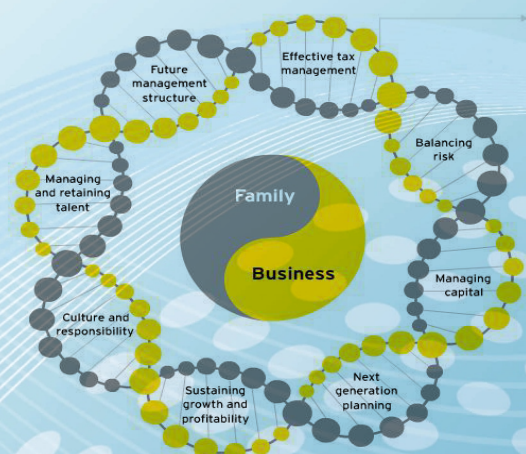 Effective tax
management
Future
management
structure
Balancing
risk
Managing
and retaining
talent
Family
Business
Managing
capital
Culture and
responsibility
Sustaining
growth and
profitability
Next
generation
planning